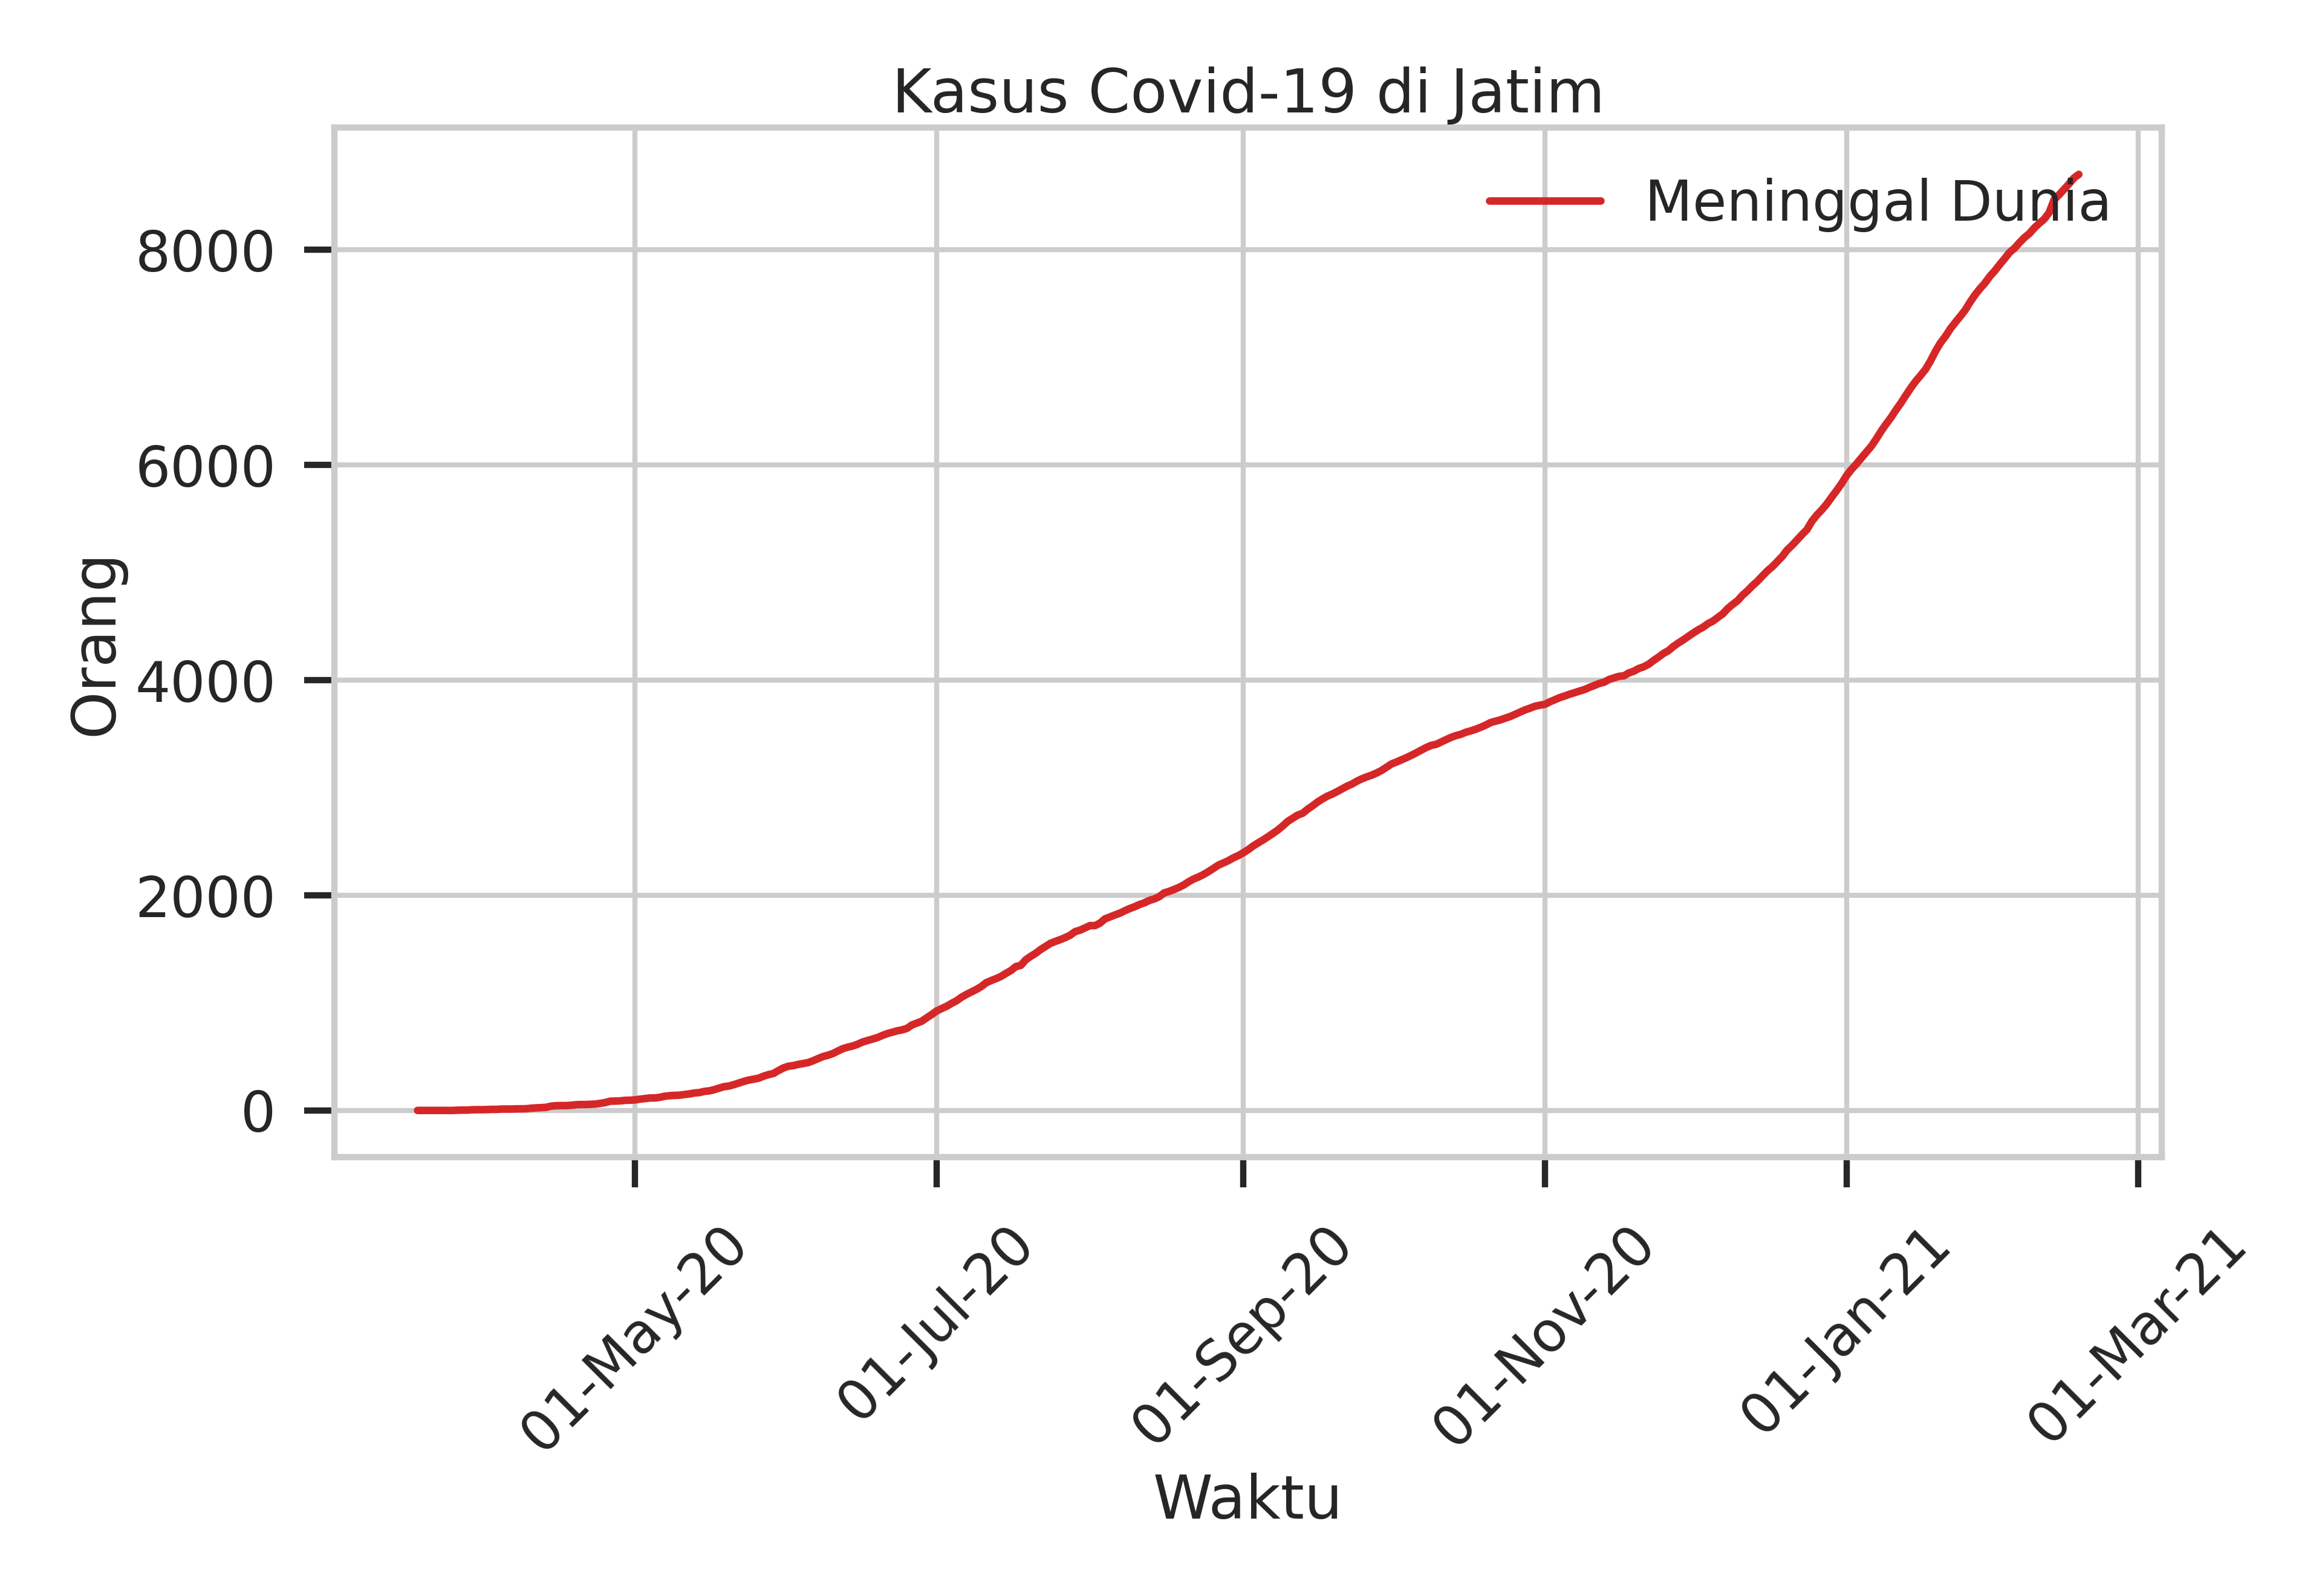 Kasus Covid-19 di Jatim
Meninggal Dunia
8000
6000
4000
2000
0
Orang
01-May-20
01-Jul-20
01-Sep-20
01-Nov-20
01-Jan-21
01-Mar-21
Waktu